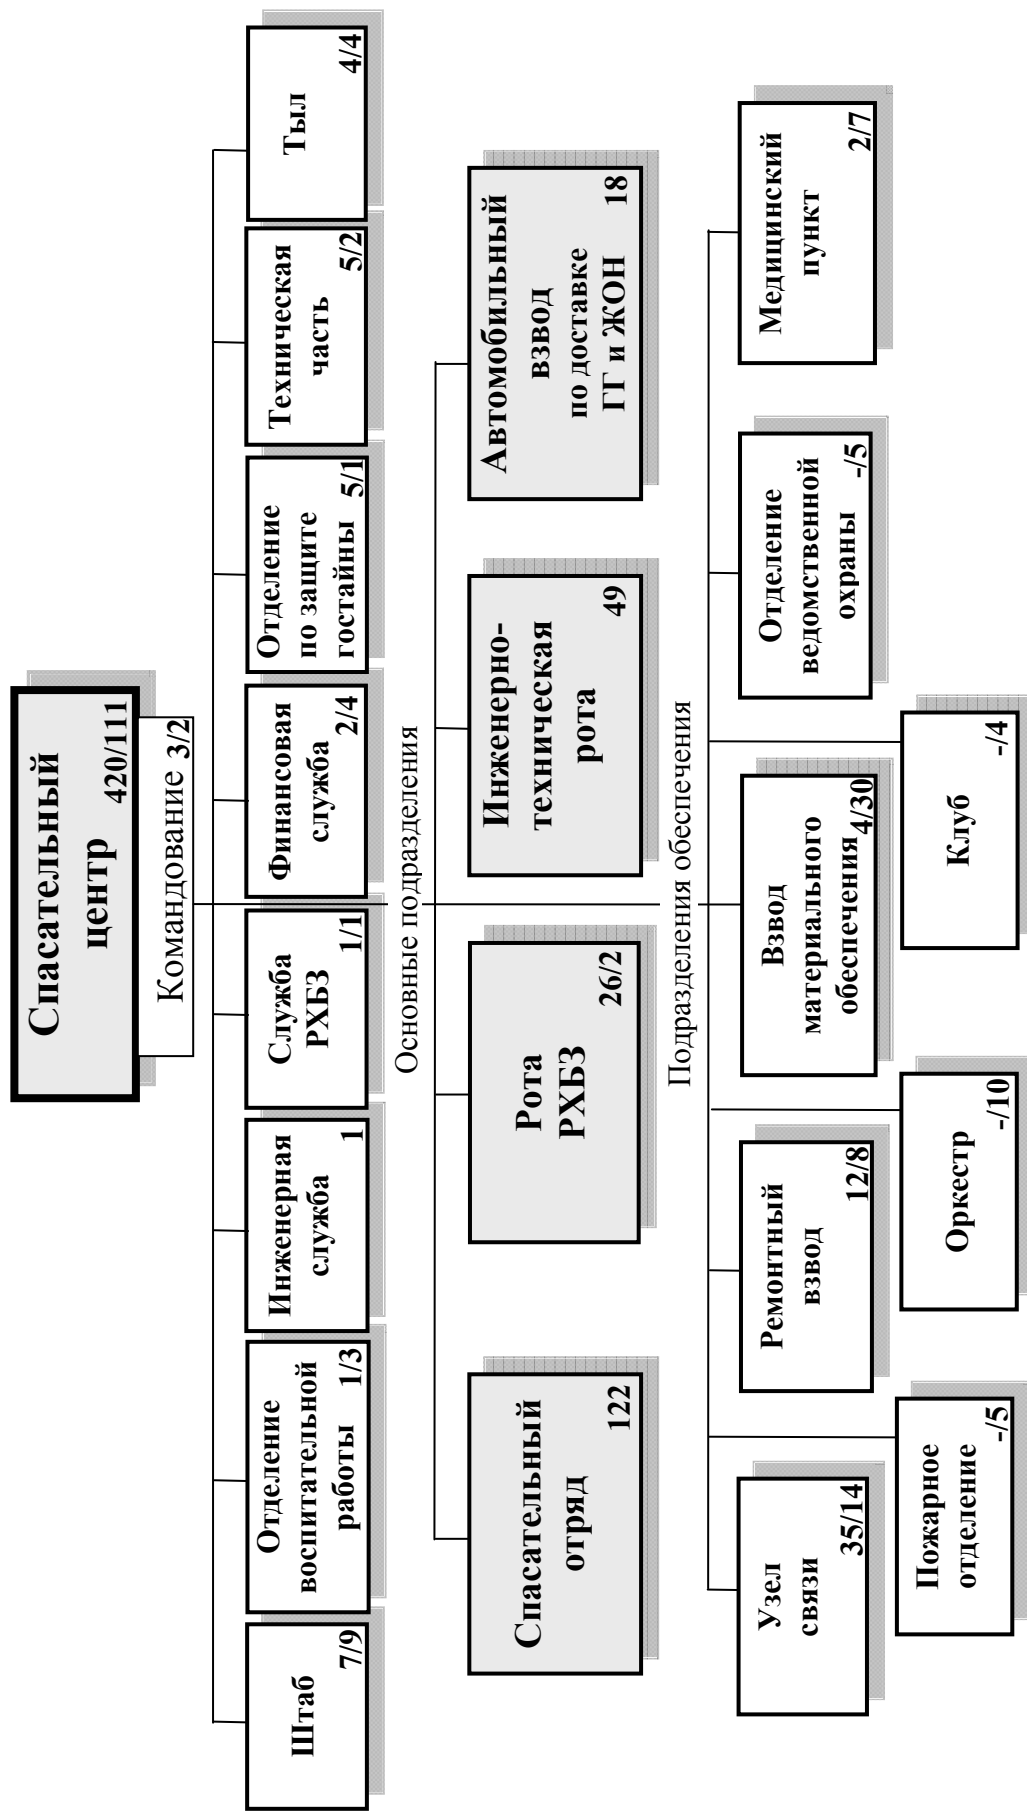 Спасательный
центр
420/111
Командование 3/2
Штаб
7/9
Отделение
воспитательной
работы
1/3
Инженерная
служба
1
Служба
РХБЗ
1/1
Финансовая
служба
2/4
Отделение
по защите
гостайны
5/1
Техническая
часть
5/2
Тыл
4/4
Основные подразделения
Спасательный
отряд
122
Рота
РХБЗ
26/2
Инженерно-
техническая
рота
49
Автомобильный
взвод
по доставке
ГГ и ЖОН
18
Подразделения обеспечения
Узел
связи
35/14
Ремонтный
взвод
12/8
Взвод
материального
обеспечения
4/30
Отделение
ведомственной
охраны
-/5
Медицинский
пункт
2/7
Пожарное
отделение
-/5
Оркестр
-/10
Клуб
-/4